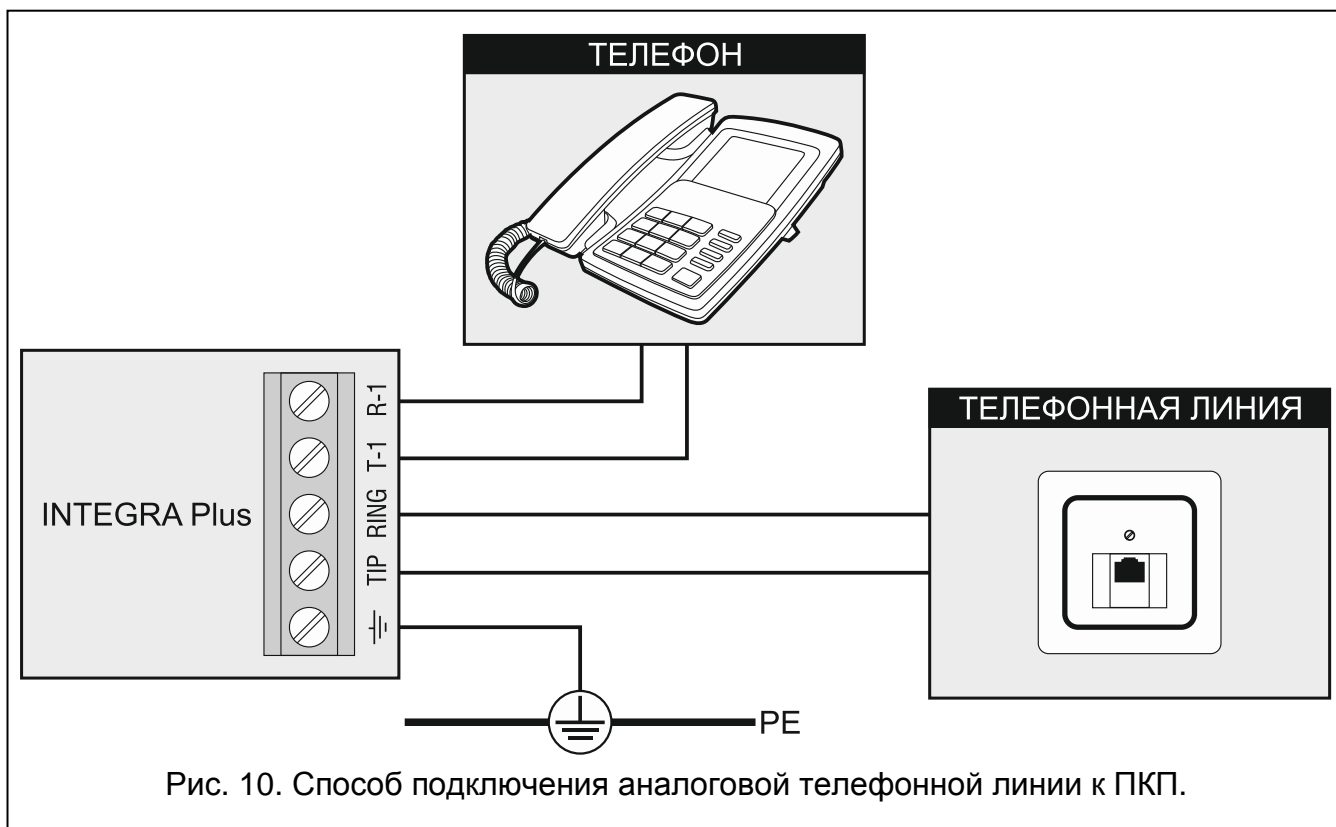 ТЕЛЕФОН
R-1
T-1
RING
TIP
INTEGRA Plus
ТЕЛЕФОННАЯ ЛИНИЯ
PE
Рис. 10. Способ подключения аналоговой телефонной линии к ПКП.